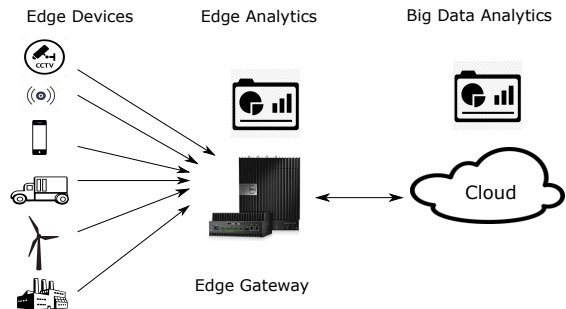 Edge Devices
Edge Analytics
Big Data Analytics
CCTV
Cloud
Edge Gateway